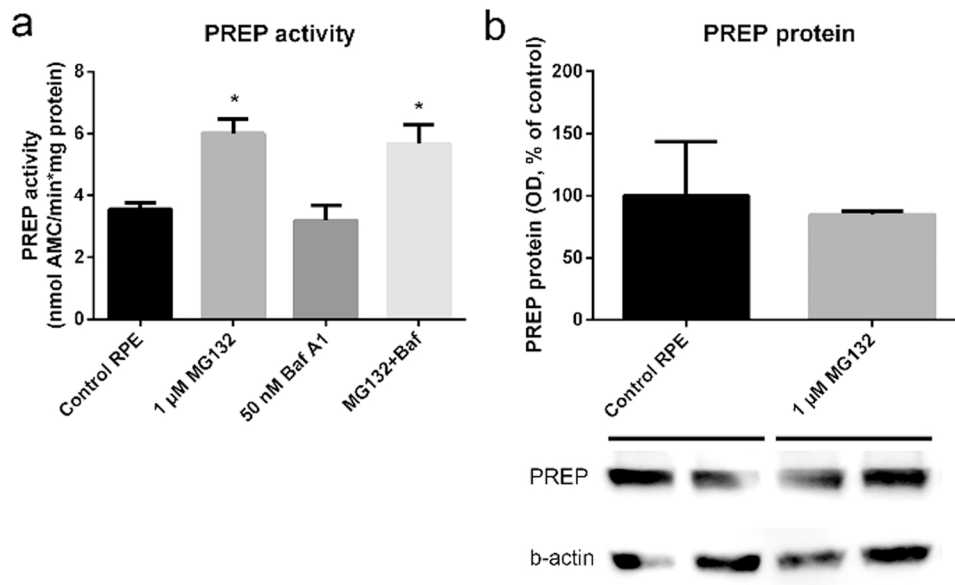 a
PREP activity
PREP activity
(nmol AMC/min*mg protein)
8
6
4
2
0
*
*
Control RPE
1 µM MG132
50 nM Baf A1
MG132+Baf
b
PREP protein
PREP protein (OD, % of control)
200
150
100
50
0
Control RPE
1 µM MG132
PREP
b-actin